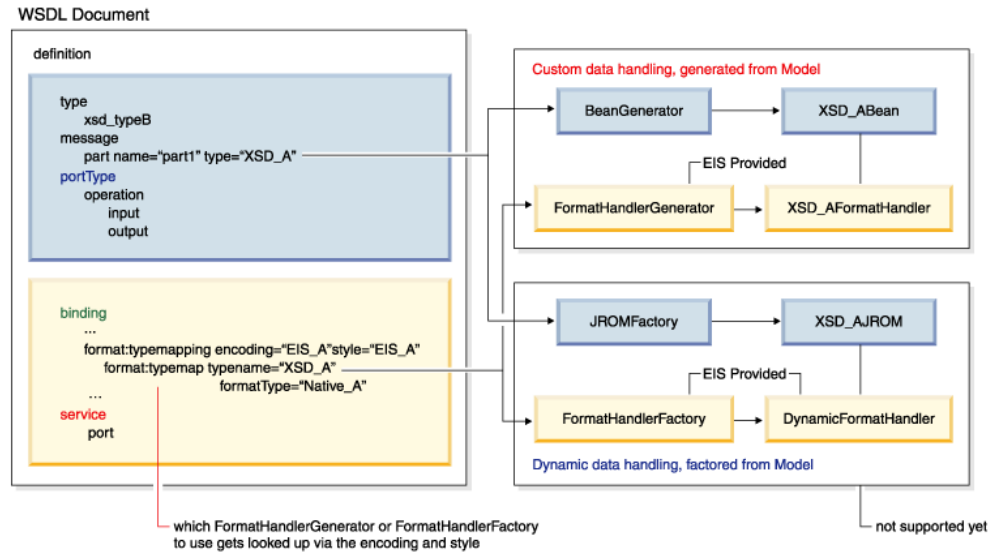 WSDL Document
definition
type
xsd_typeB
message
part name=“part1” type=“XSD_A”
portType
operation
input
output
binding
...
format:typemapping encoding=“EIS_A”style=“EIS_A”
format:typemap typename=“XSD_A”
formatType=“Native_A”
...
service
port
which FormatHandlerGenerator or FormatHandlerFactory
to use gets looked up via the encoding and style
Custom data handling, generated from Model
BeanGenerator
XSD_ABean
EIS Provided
FormatHandlerGenerator
XSD_AFormatHandler
JROMFactory
XSD_AJROM
EIS Provided
FormatHandlerFactory
DynamicFormatHandler
Dynamic data handling, factored from Model
not supported yet